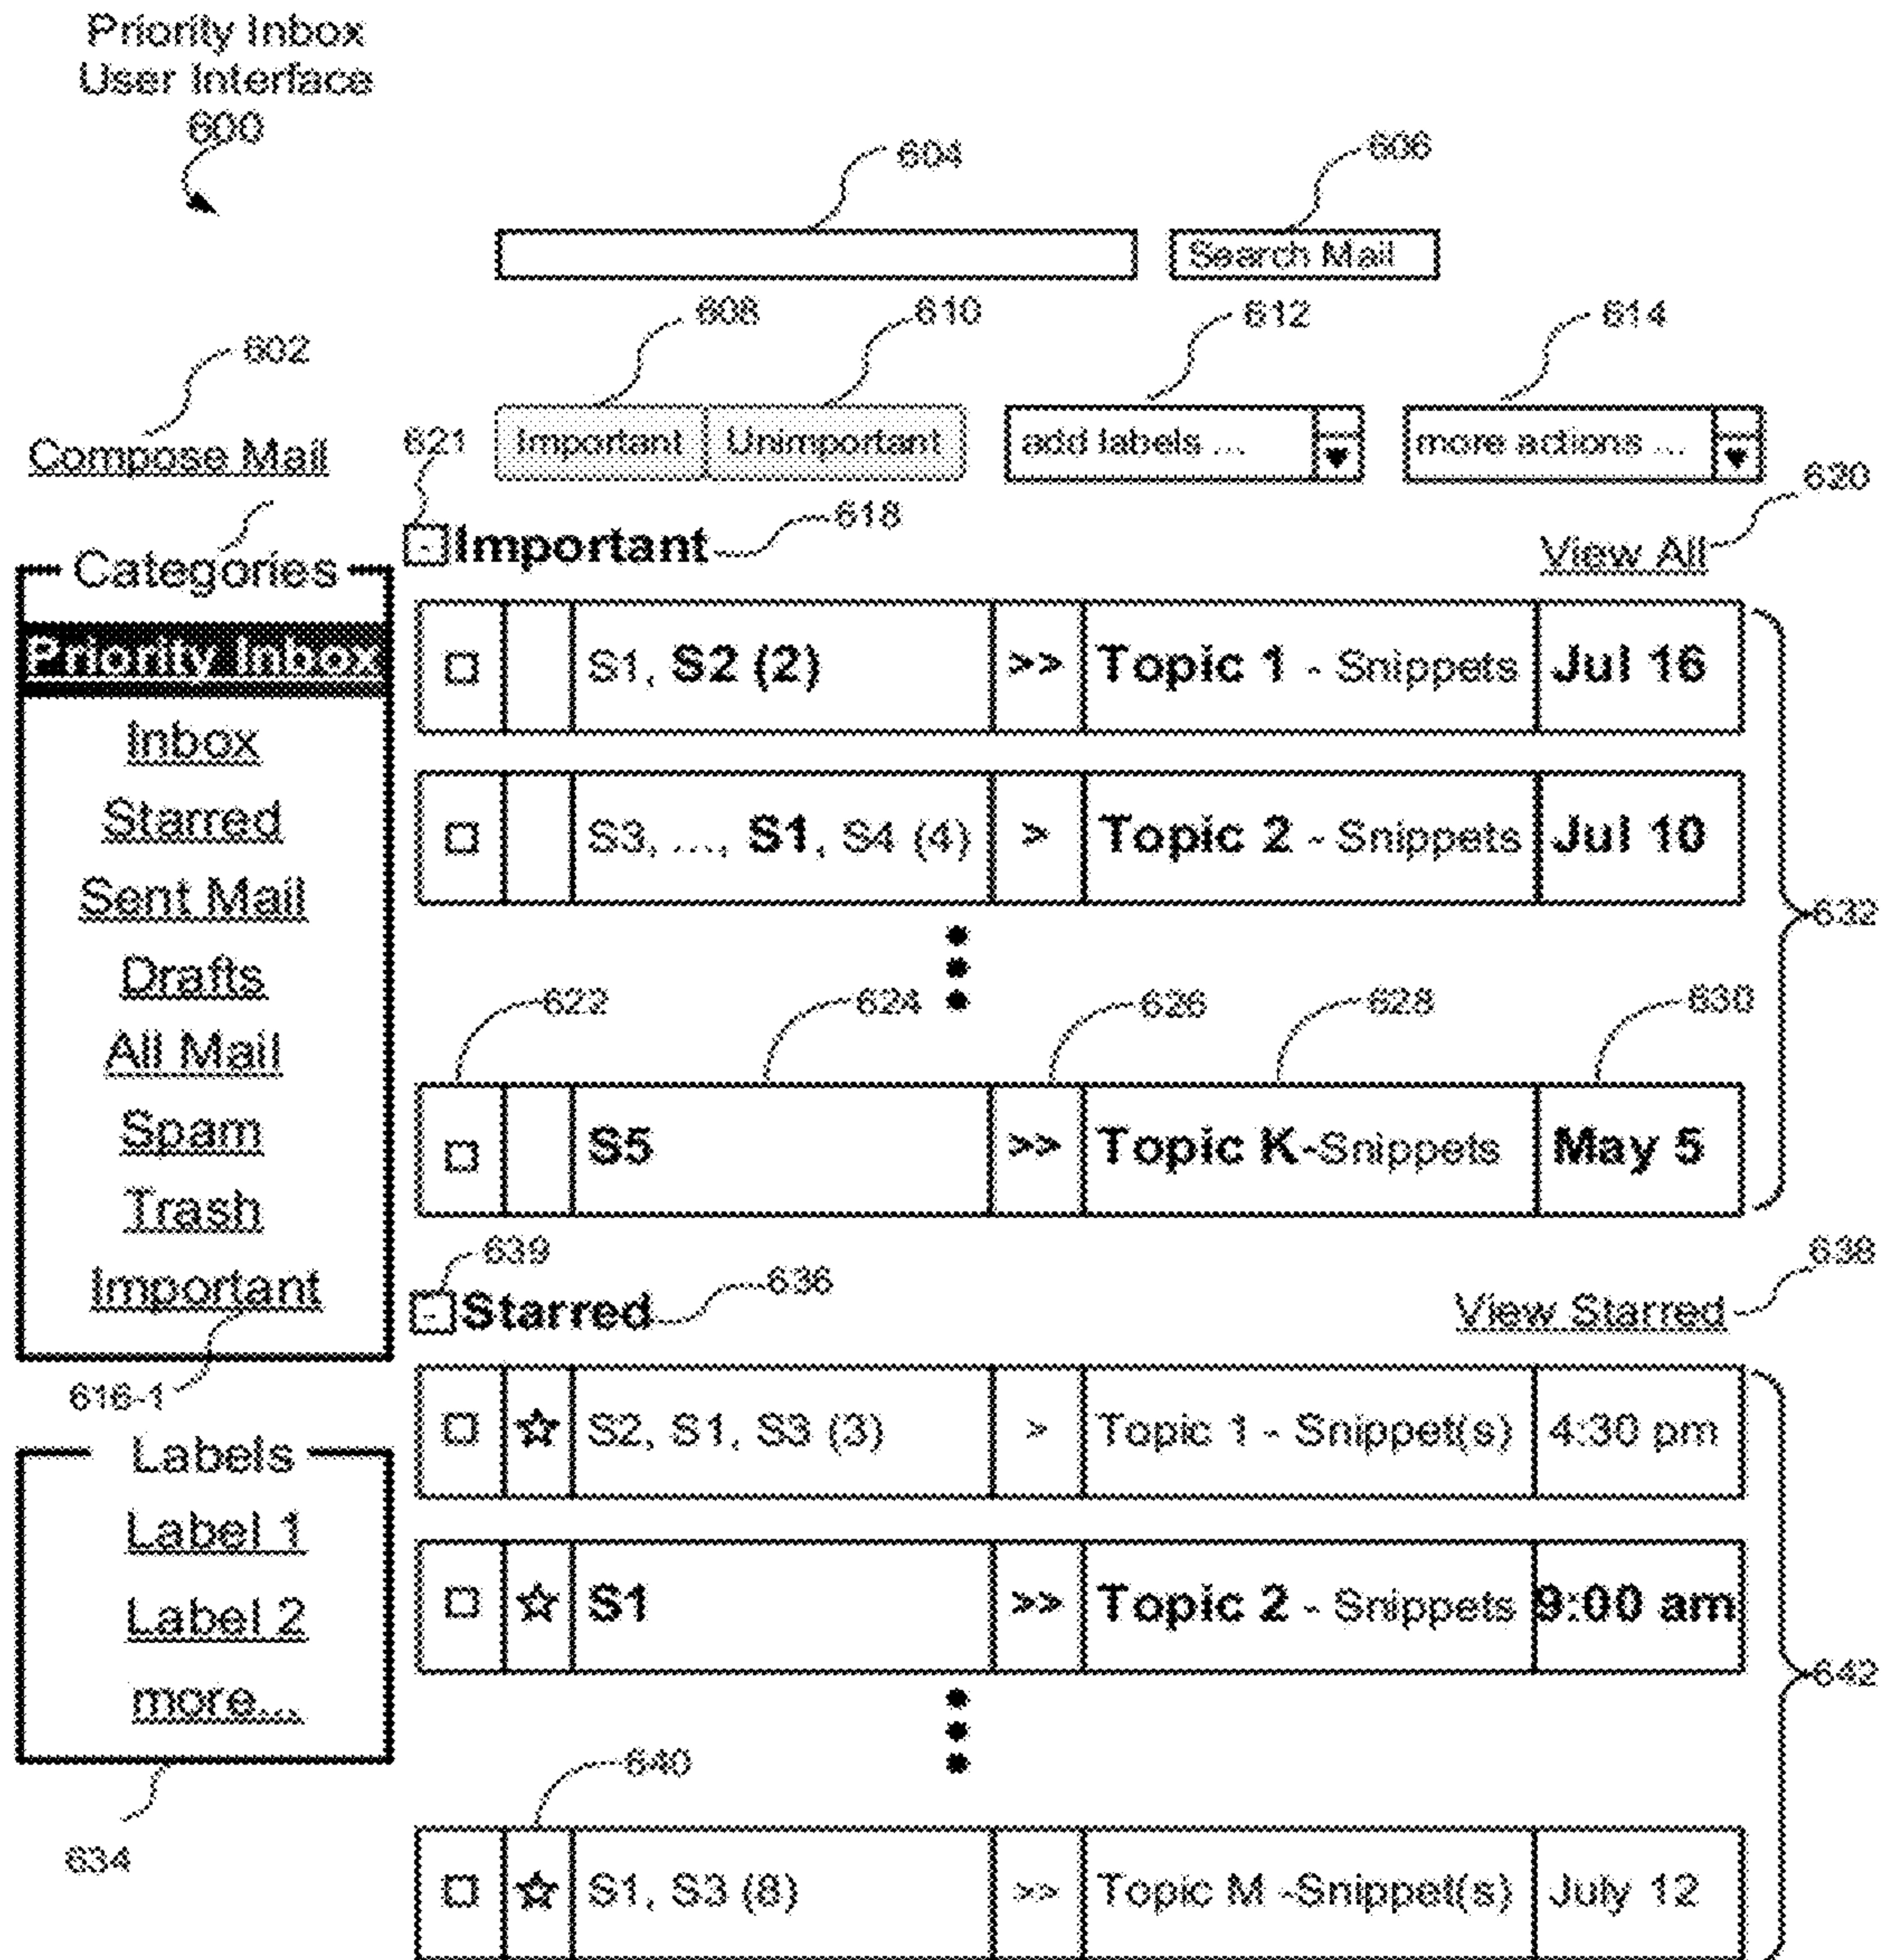 Priority Inbox
User Interface
600
604
606
Search Mail
608
610
612
614
602
Compose Mail
621
Important
Unimportant
add labels ...
more actions ...
620
- Important
618
View All
Categories
Priority Inbox
Inbox
Starred
Sent Mail
Drafts
All Mail
Spam
Trash
Important
616-1
S1, S2 (2) >> Topic 1 - Snippets Jul 16
S3, ..., S1, S4 (4) > Topic 2 - Snippets Jul 10
632
622
624
626
628
630
S5 >> Topic K-Snippets May 5
639
636
638
- Starred
View Starred
S2, S1, S3 (3) > Topic 1 - Snippet(s) 4:30 pm
S1 >> Topic 2 - Snippets 9:00 am
642
640
S1, S3 (8) >> Topic M -Snippet(s) July 12
Labels
Label 1
Label 2
more...
634